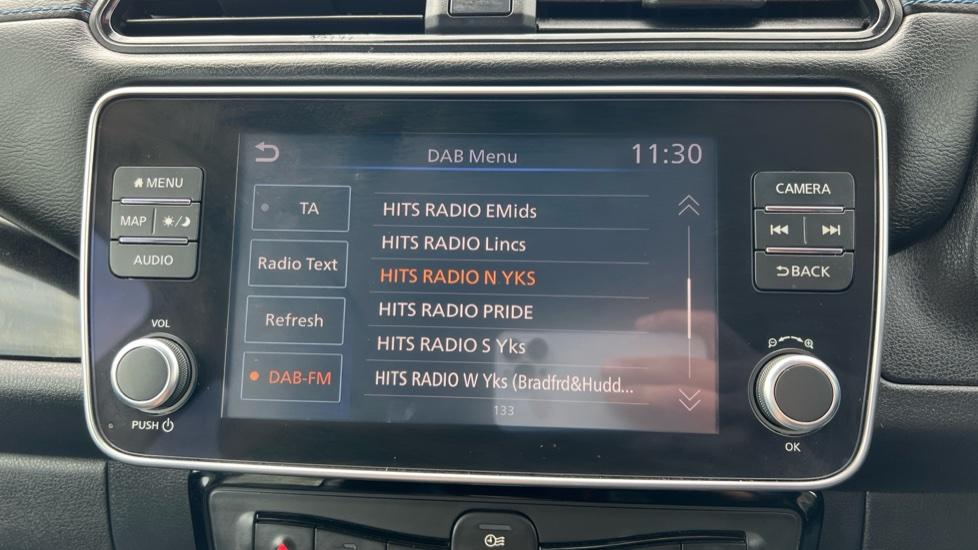 DAB Menu
11:30
TA
Radio Text
Refresh
DAB-FM
HITS RADIO EMids
HITS RADIO Lincs
HITS RADIO N YKS
HITS RADIO PRIDE
HITS RADIO S Yks
HITS RADIO W Yks (Bradfrd&Hudd...
133
MENU
MAP
AUDIO
VOL
PUSH
CAMERA
BACK
OK